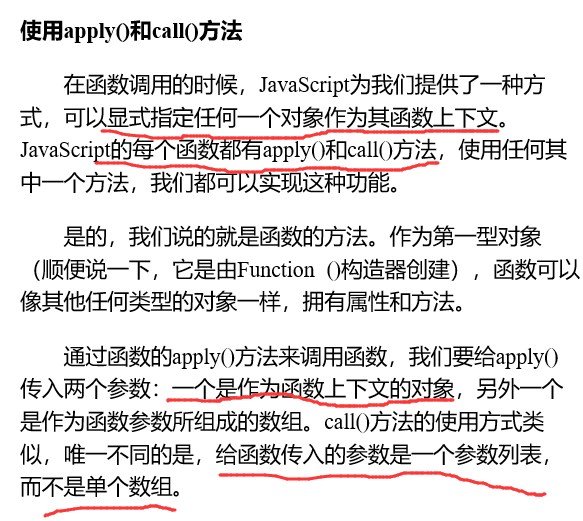 使用apply()和call()方法
在函数调用的时候，JavaScript为我们提供了一种方
式，可以显式指定任何一个对象作为其函数上下文。
JavaScript的每个函数都有apply()和call()方法，使用任何其
中一个方法，我们都可以实现这种功能。
是的，我们说的就是函数的方法。作为第一型对象
（顺便说一下，它是由Function ()构造器创建），函数可以
像其他任何类型的对象一样，拥有属性和方法。
通过函数的apply()方法来调用函数，我们要给apply()
传入两个参数：一个是作为函数上下文的对象，另外一个
是作为函数参数所组成的数组。call()方法的使用方式类
似，唯一不同的是，给函数传入的参数是一个参数列表，
而不是单个数组。